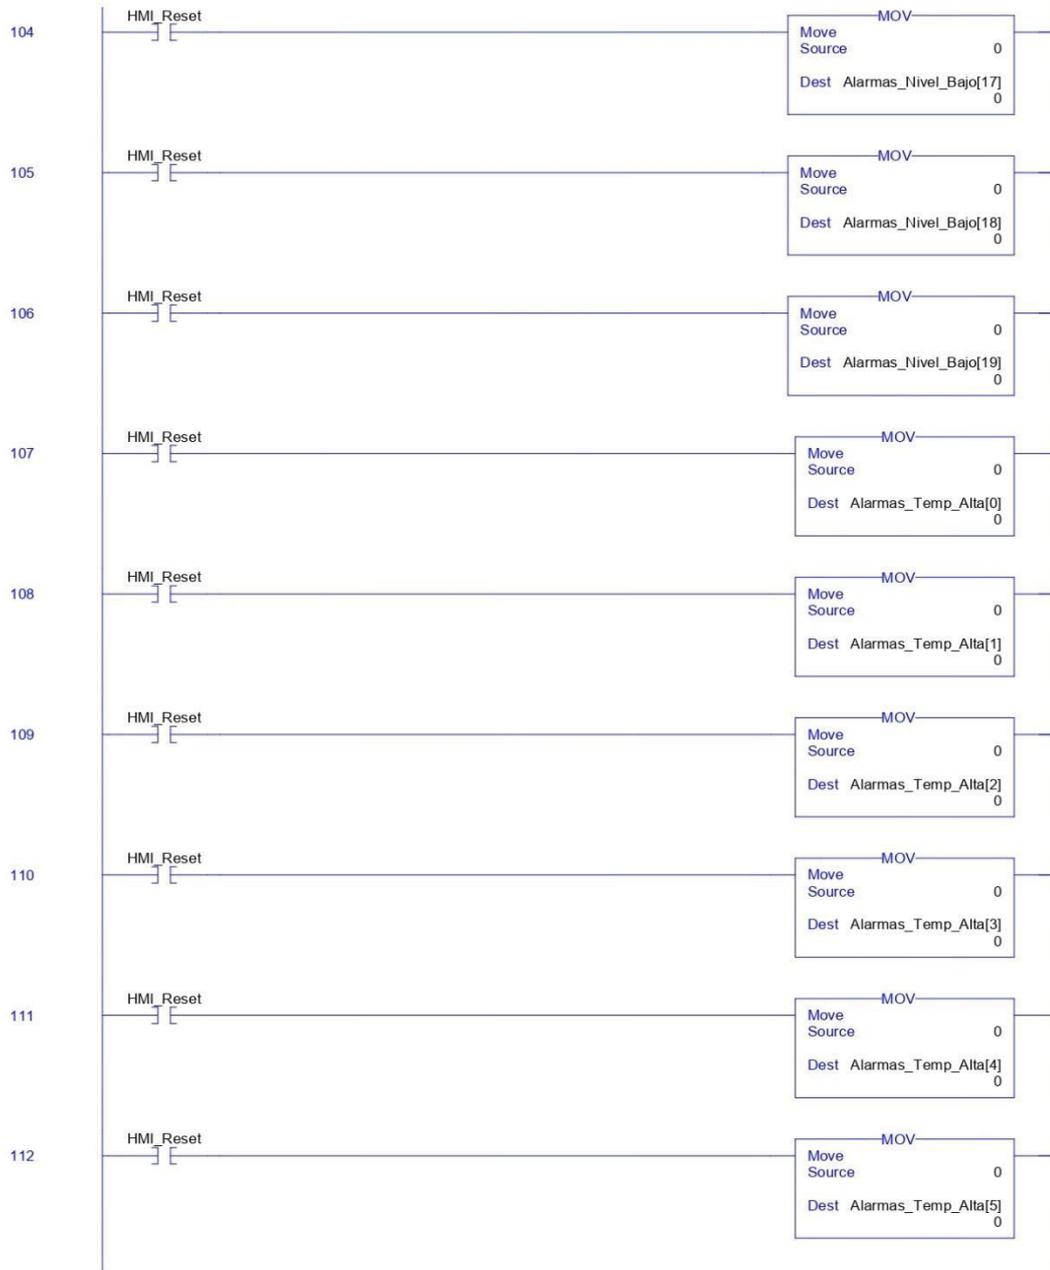 HMI_Reset
MOV
104
Move
Source 0
Dest Alarmas_Nivel_Bajo[17]
0
HMI_Reset
MOV
105
Move
Source 0
Dest Alarmas_Nivel_Bajo[18]
0
HMI_Reset
MOV
106
Move
Source 0
Dest Alarmas_Nivel_Bajo[19]
0
HMI_Reset
MOV
107
Move
Source 0
Dest Alarmas_Temp_Alta[0]
0
HMI_Reset
MOV
108
Move
Source 0
Dest Alarmas_Temp_Alta[1]
0
HMI_Reset
MOV
109
Move
Source 0
Dest Alarmas_Temp_Alta[2]
0
HMI_Reset
MOV
110
Move
Source 0
Dest Alarmas_Temp_Alta[3]
0
HMI_Reset
MOV
111
Move
Source 0
Dest Alarmas_Temp_Alta[4]
0
HMI_Reset
MOV
112
Move
Source 0
Dest Alarmas_Temp_Alta[5]
0